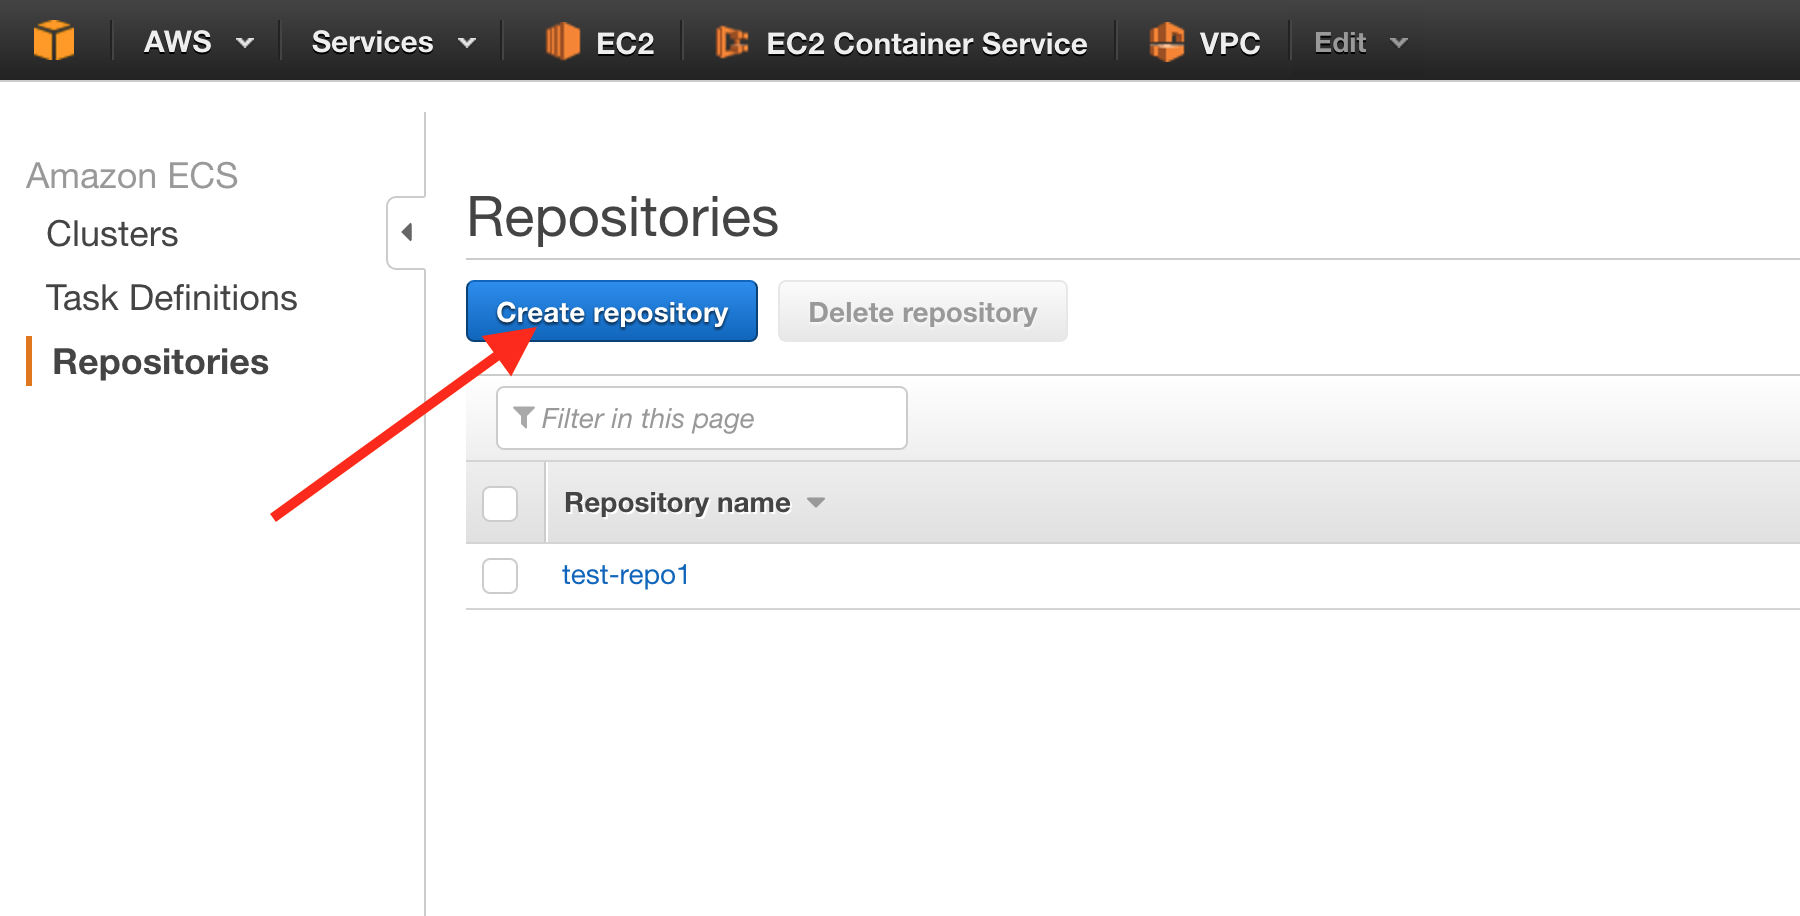 AWS Services EC2 EC2 Container Service VPC Edit
Amazon ECS
Clusters
Task Definitions
Repositories
Repositories
Create repository Delete repository
Filter in this page
Repository name
test-repo1